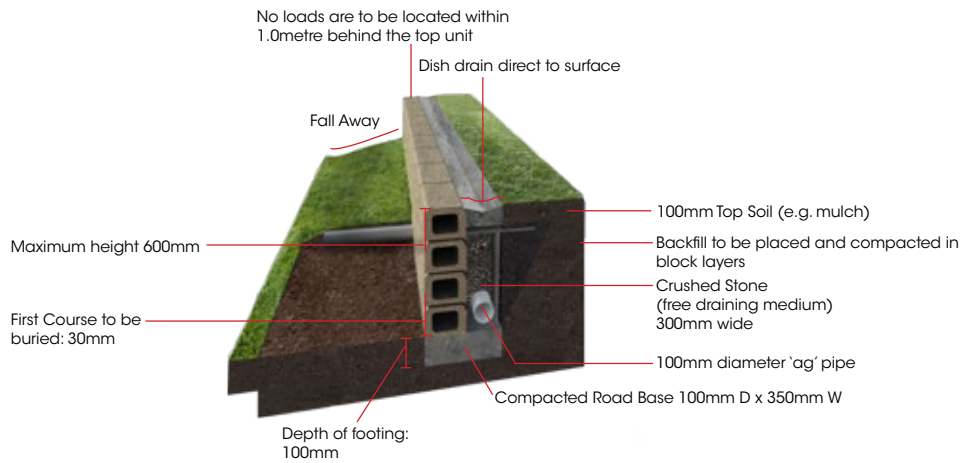 No loads are to be located within
1.0metre behind the top unit
Dish drain direct to surface
Fall Away
100mm Top Soil (e.g. mulch)
Maximum height 600mm
Backfill to be placed and compacted in
block layers
Crushed Stone
(free draining medium)
300mm wide
First Course to be
buried: 30mm
100mm diameter ‘ag’ pipe
Compacted Road Base 100mm D x 350mm W
Depth of footing:
100mm